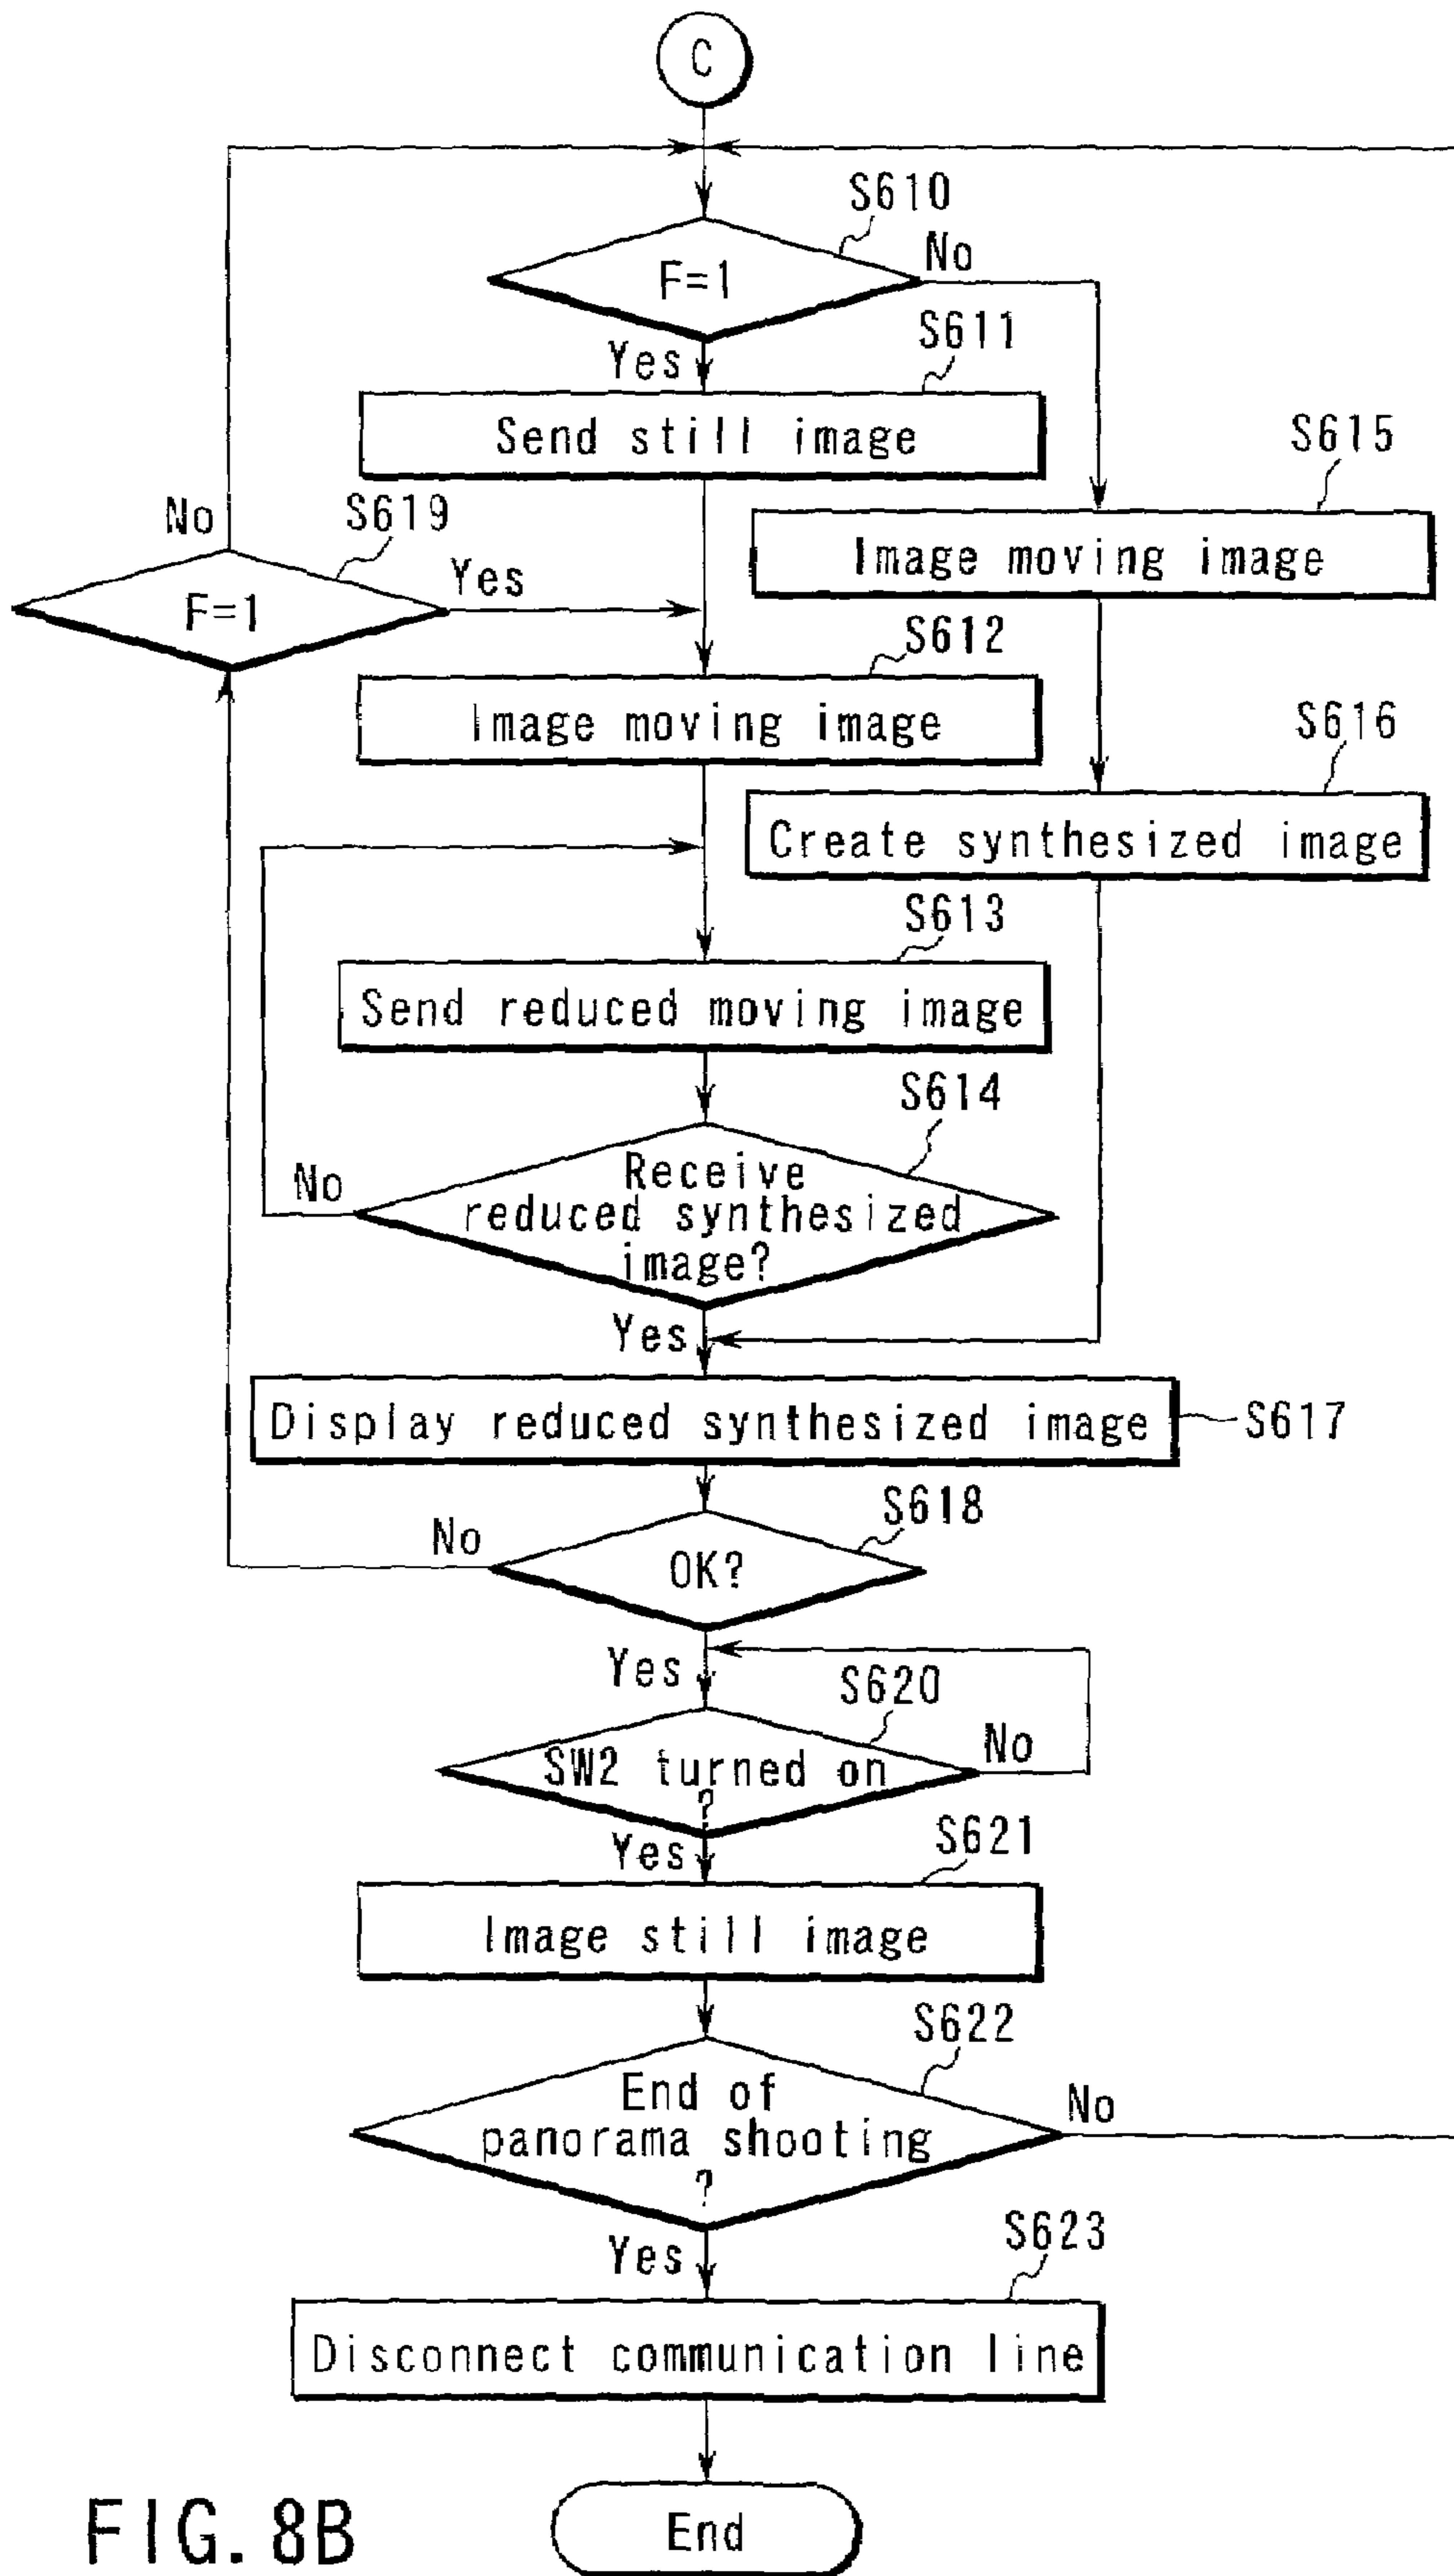 C
S610
F=1
No
Yes
S611
Send still image
S615
Image moving image
No
S619
F=1
Yes
S612
Image moving image
S616
Create synthesized image
S613
Send reduced moving image
S614
Receive
reduced synthesized
image?
No
Yes
Display reduced synthesized image
S617
S618
No
OK?
Yes
S620
SW2 turned on
?
No
Yes
S621
Image still image
S622
End of
panorama shooting
?
No
Yes
S623
Disconnect communication line
End
FIG. 8B